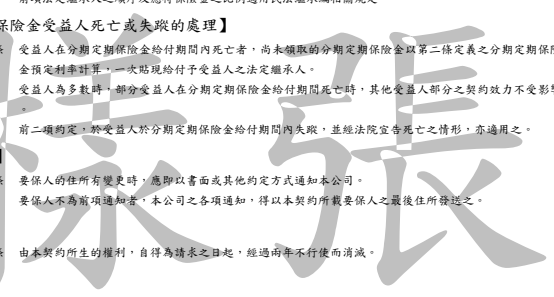 前項法定繼承人之順序及應得保險金之比例適用民法繼承編相關規定
保險金受益人死亡或失蹤的處理】
條 受益人在分期定期保險金給付期間內死亡者，尚未領取的分期定期保險金以第二條定義之分期定期保險
金預定利率計算，一次貼現給付予受益人之法定繼承人。
受益人為多數時，部分受益人在分期定期保險金給付期間死亡時，其他受益人部分之契約效力不受影響
。
前二項約定，於受益人於分期定期保險金給付期間內失蹤，並經法院宣告死亡之情形，亦適用之。
】
條 要保人的住所有變更時，應即以書面或其他約定方式通知本公司。
要保人不為前項通知者，本公司之各項通知，得以本契約所載要保人之最後住所發送之。
條 由本契約所生的權利，自得為請求之日起，經過兩年不行使而消滅。
樣張